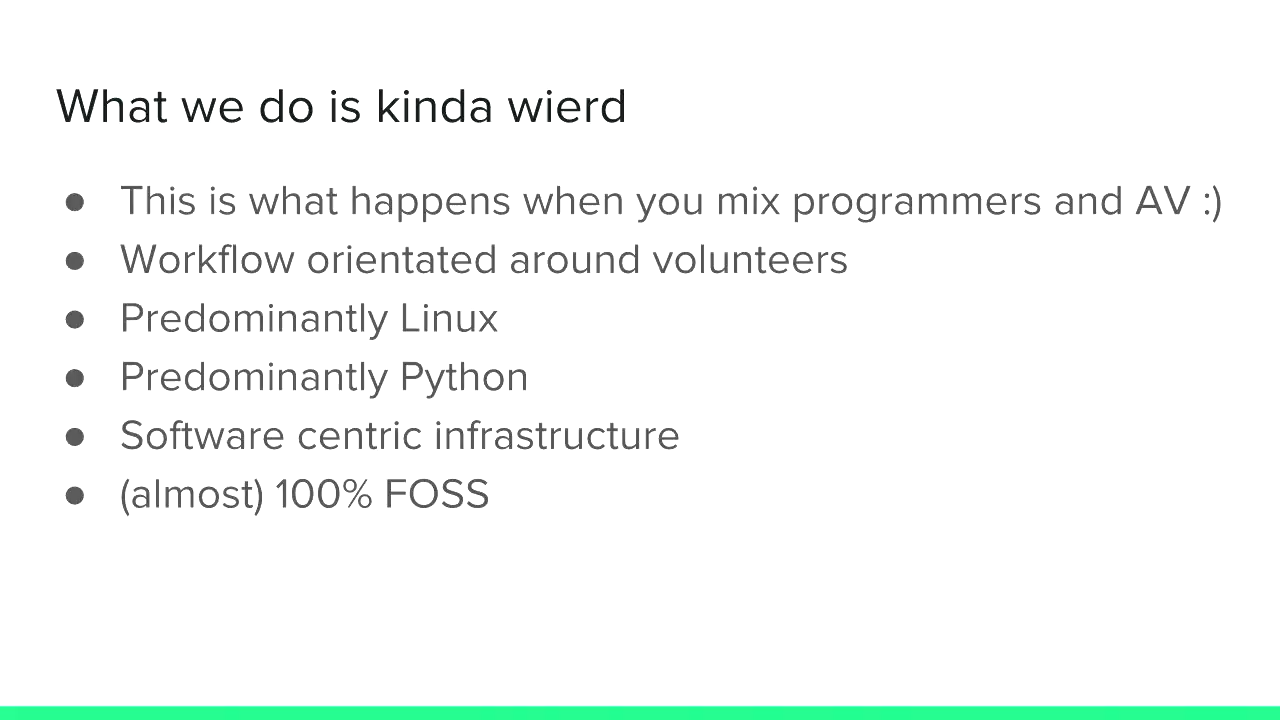 What we do is kinda wierd
● This is what happens when you mix programmers and AV :)
● Workflow orientated around volunteers
● Predominantly Linux
● Predominantly Python
● Software centric infrastructure
● (almost) 100% FOSS